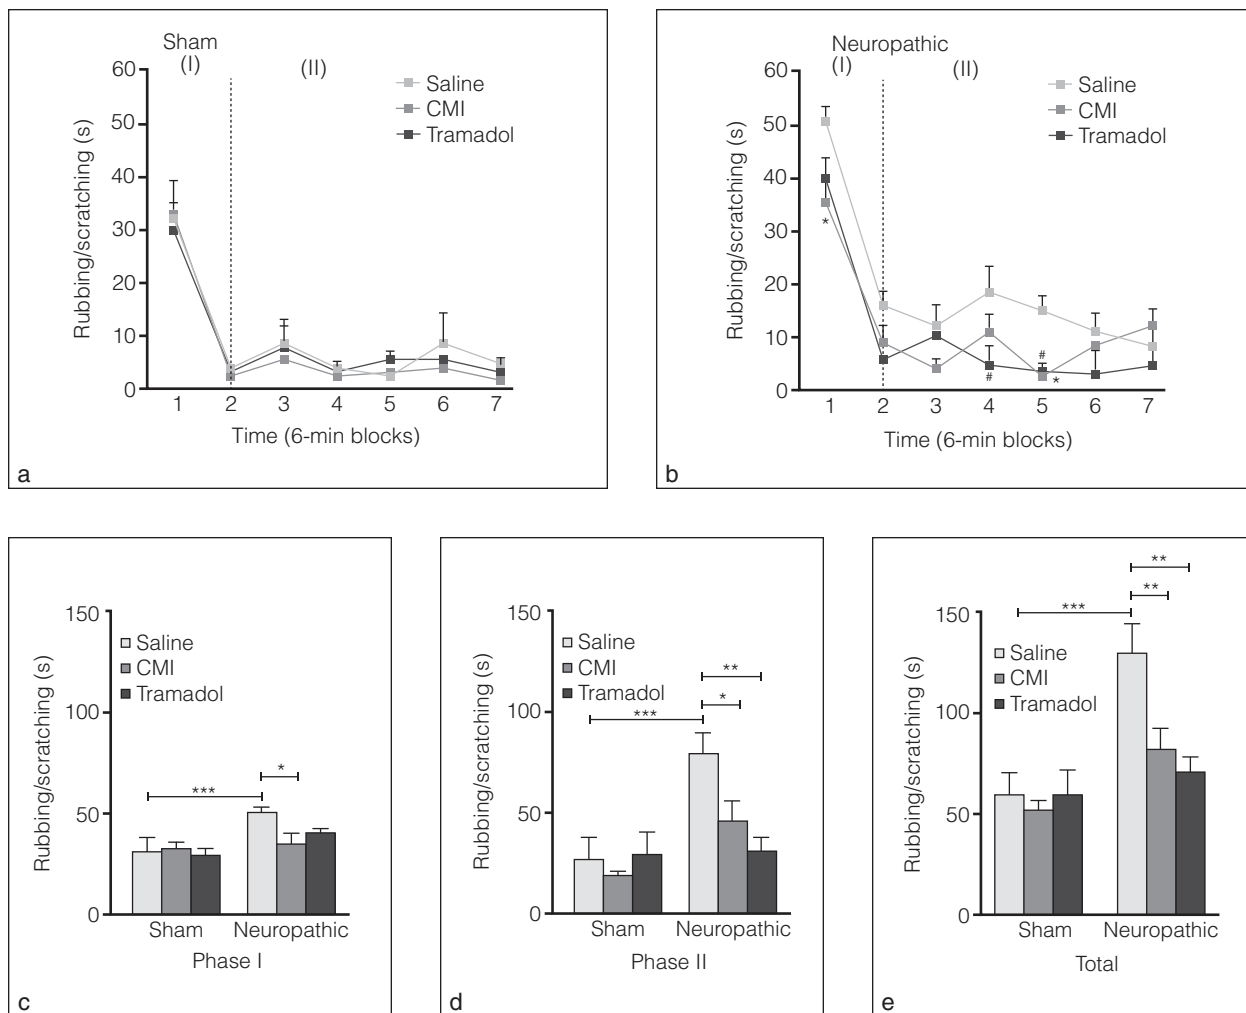 Sham
(I)
(II)
60
50
40
30
20
10
0
Rubbing/scratching (s)
Saline
CMI
Tramadol
1 2 3 4 5 6 7
Time (6-min blocks)
a
Neuropathic
(I)
(II)
60
50
40
30
20
10
0
Rubbing/scratching (s)
Saline
CMI
Tramadol
*
#
#
*
1 2 3 4 5 6 7
Time (6-min blocks)
b
150
100
50
0
Rubbing/scratching (s)
Saline
CMI
Tramadol
***
*
Sham Neuropathic
Phase I
c
150
100
50
0
Rubbing/scratching (s)
Saline
CMI
Tramadol
**
*
***
Sham Neuropathic
Phase II
d
150
100
50
0
Rubbing/scratching (s)
**
**
***
Saline
CMI
Tramadol
Sham Neuropathic
Total
e